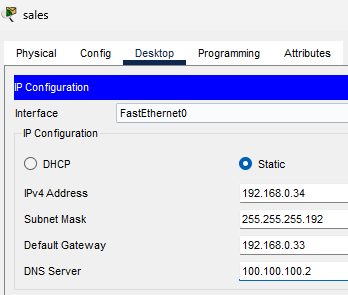 sales
Physical Config Desktop Programming Attributes
IP Configuration
Interface FastEthernet0
IP Configuration
DHCP Static
IPv4 Address 192.168.0.34
Subnet Mask 255.255.255.192
Default Gateway 192.168.0.33
DNS Server 100.100.100.2